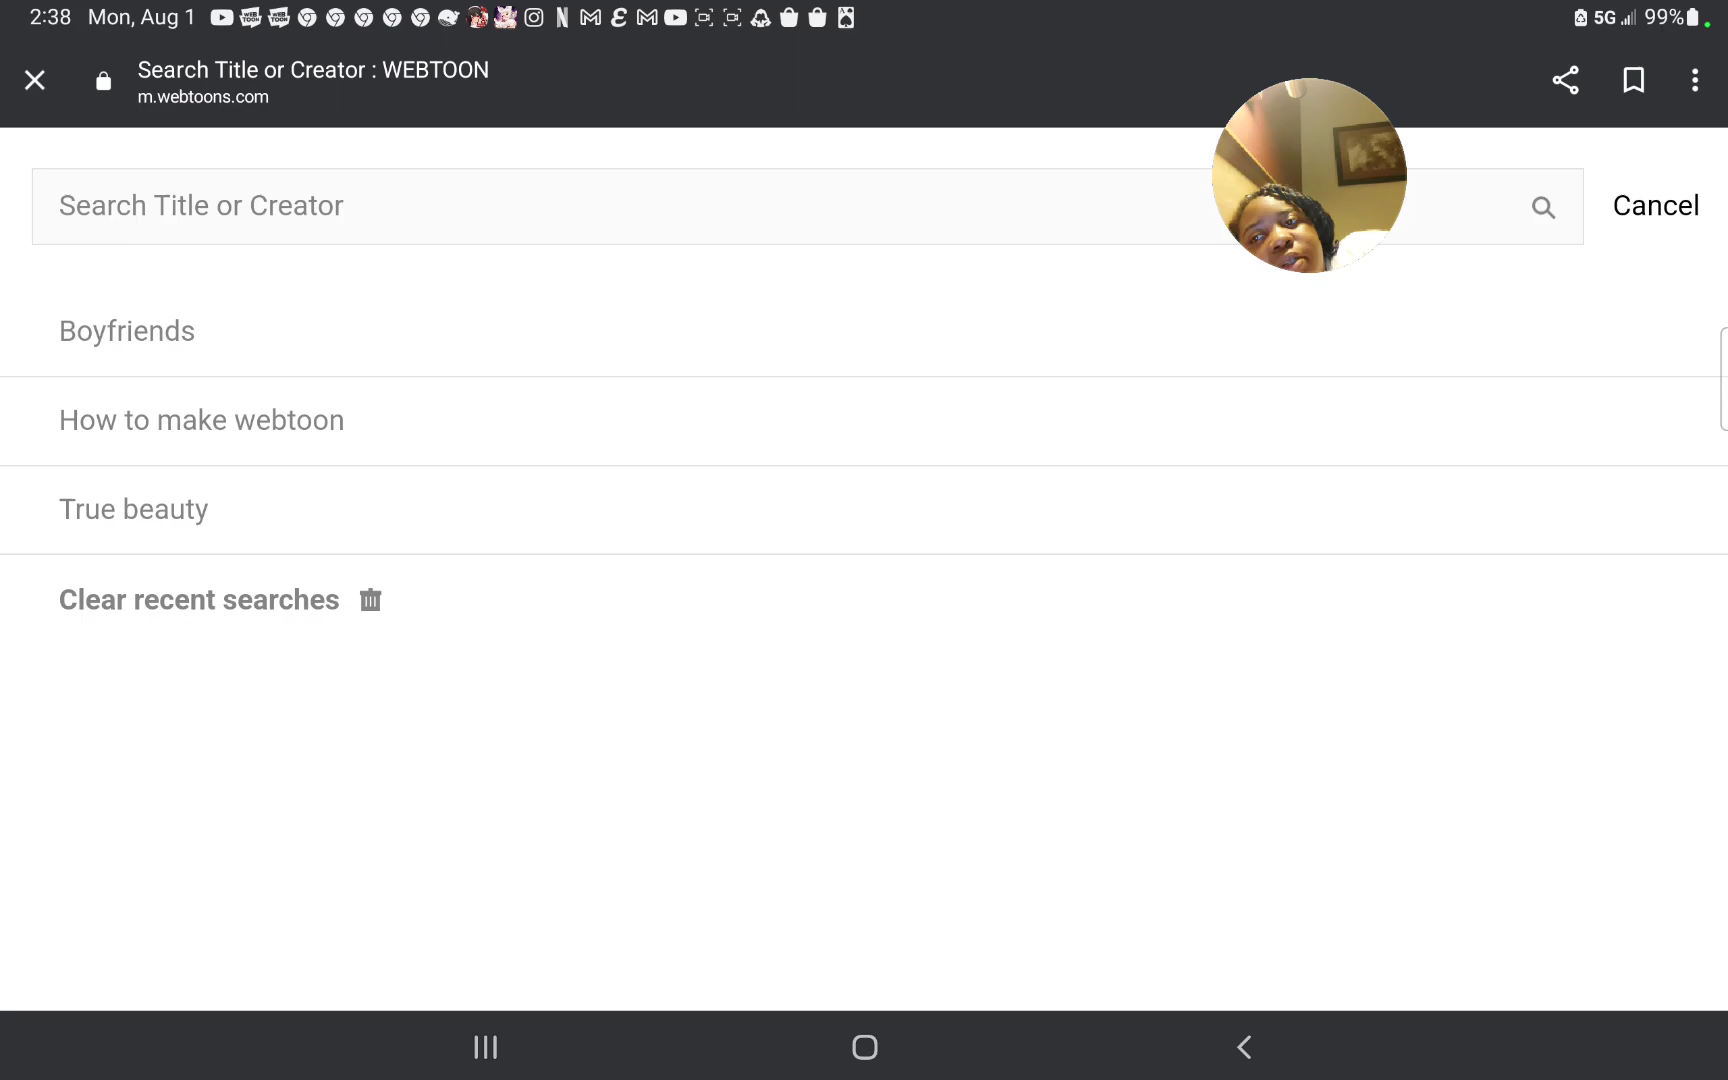 2:38 Mon, Aug 1 5G 99%
Search Title or Creator : WEBTOON
m.webtoons.com
Search Title or Creator
Cancel
Boyfriends
How to make webtoon
True beauty
Clear recent searches